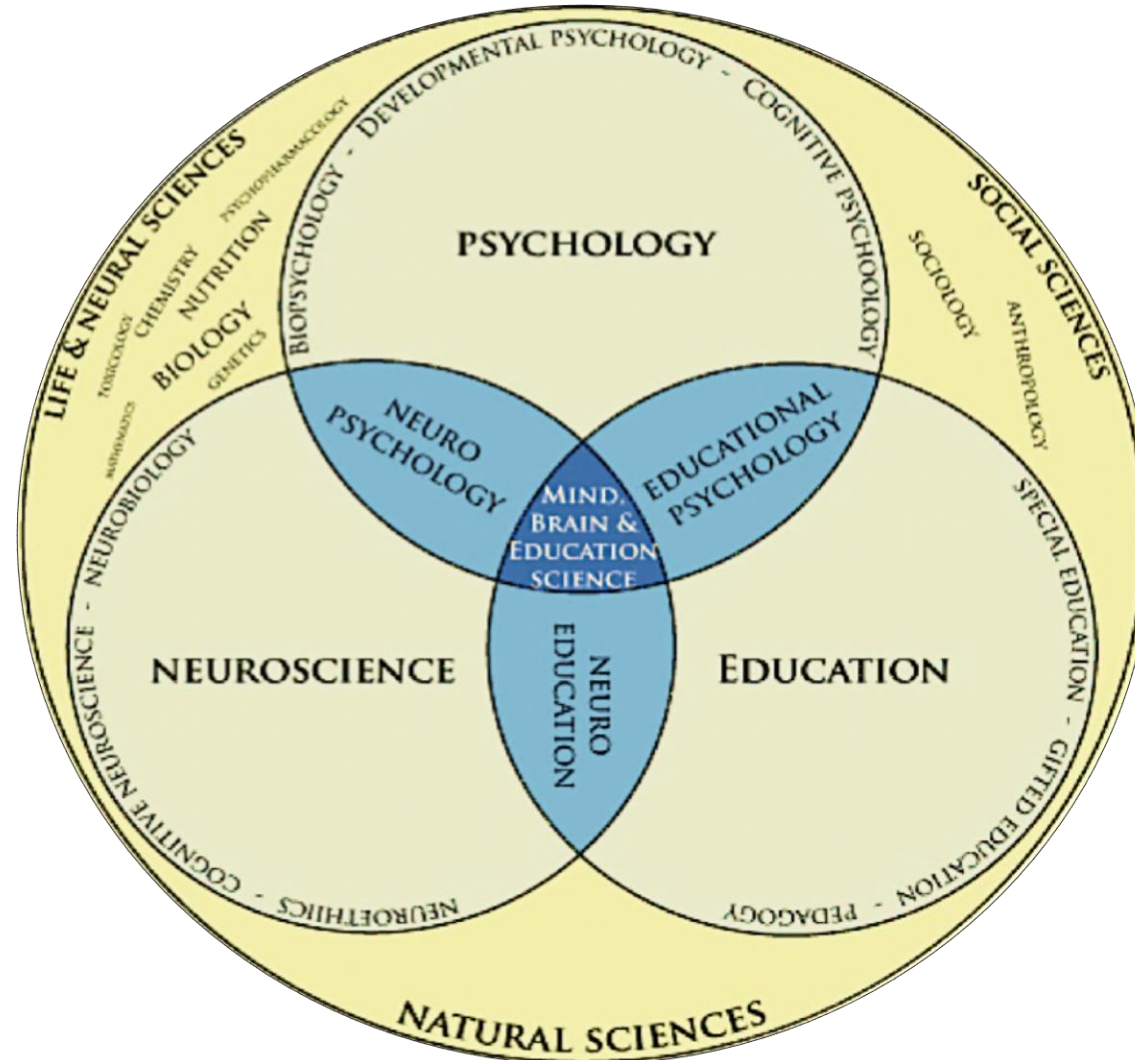 LIFE & NEURAL SCIENCES
PSYCHOPHARMACOLOGY
CHEMISTRY
NUTRITION
TOXICOLOGY
BIOLOGY
GENETICS
MATHEMATICS
BIOPSYCHOLOGY - DEVELOPMENTAL PSYCHOLOGY - COGNITIVE PSYCHOOLOGY
PSYCHOLOGY
SOCIAL SCIENCES
SOCIOLOGY
ANTHROPOLOGY
NEURO
PSYCHOLOGY
EDUCATIONAL
PSYCHOLOGY
MIND,
BRAIN &
EDUCATION
SCIENCE
NEUROETHICS - COGNITIVE NEUROSCIENCE - NEUROBIOLOGY
NEUROSCIENCE
NEURO
EDUCATION
EDUCATION
SPECIAL EDUCATION - GIFTED EDUCATION - PEDAGOGY
NATURAL SCIENCES